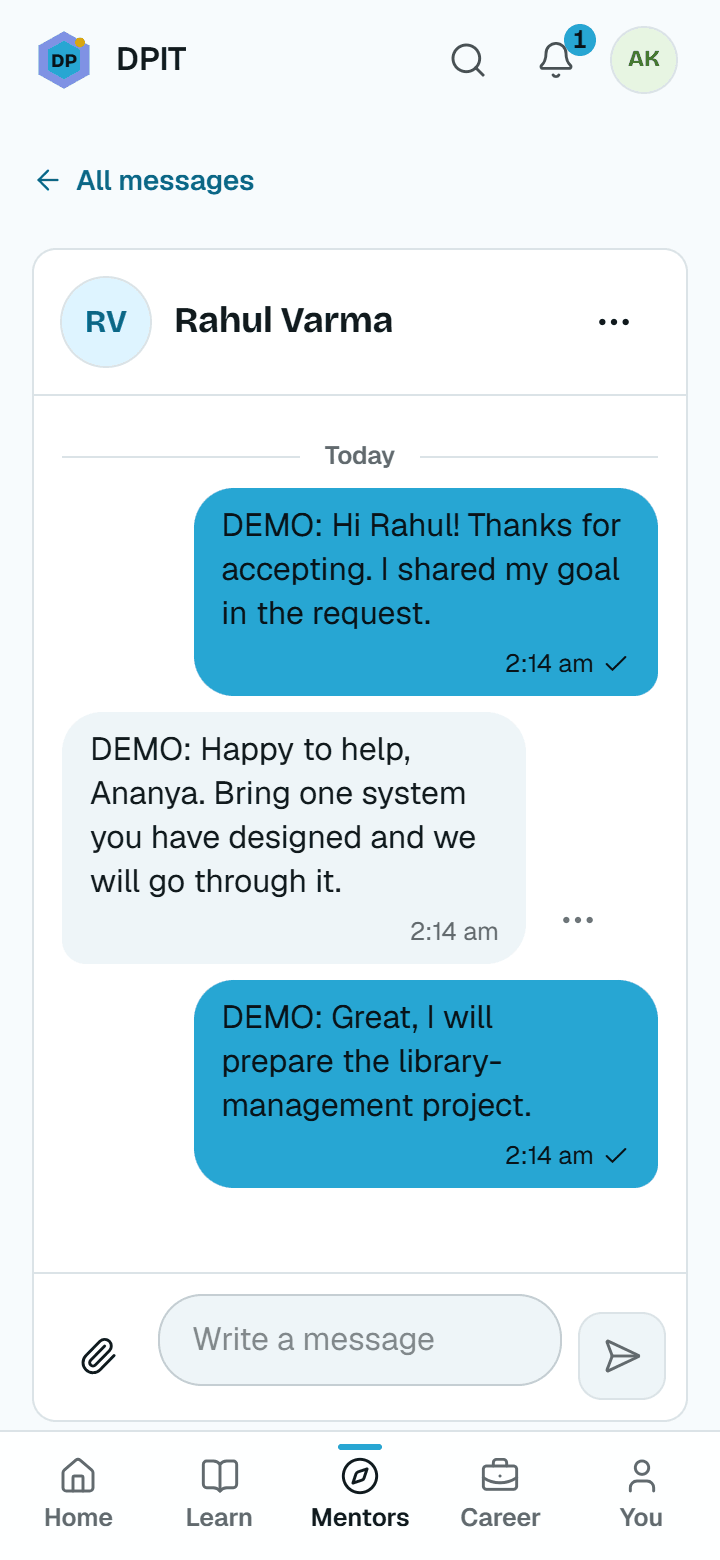 DP
DPIT
1
AK
All messages
RV
Rahul Varma
Today
DEMO: Hi Rahul! Thanks for
accepting. I shared my goal
in the request.
2:14 am
DEMO: Happy to help,
Ananya. Bring one system
you have designed and we
will go through it.
2:14 am
DEMO: Great, I will
prepare the library-
management project.
2:14 am
Write a message
Home
Learn
Mentors
Career
You